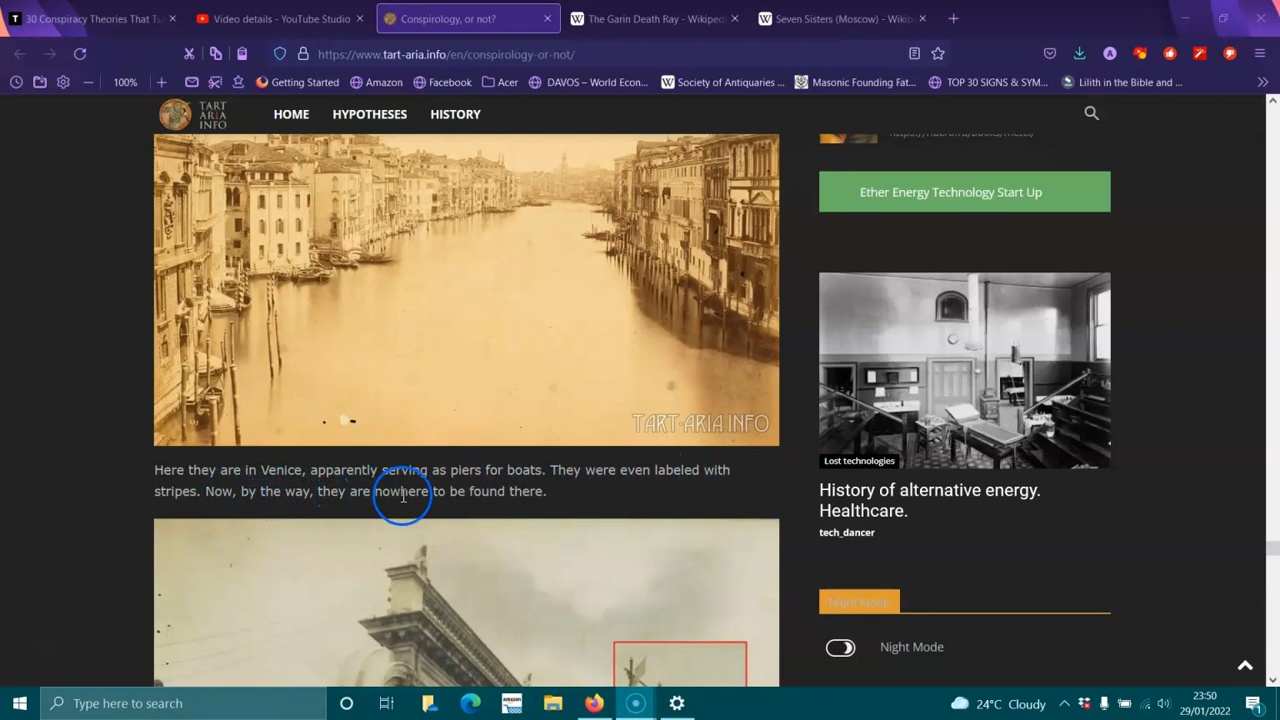 30 Conspiracy Theories That Tu
Video details - YouTube Studio
Conspirology, or not?
The Garin Death Ray - Wikiped
Seven Sisters (Moscow) - Wikip
https://www.tart-aria.info/en/conspirology-or-not/
100%
Getting Started
Amazon
Facebook
Acer
DAVOS – World Econ...
Society of Antiquaries ...
Masonic Founding Fat...
TOP 30 SIGNS & SYM...
Lilith in the Bible and ...
TART
ARIA
INFO
HOME
HYPOTHESES
HISTORY
Ether Energy Technology Start Up
TART-ARIA.INFO
Here they are in Venice, apparently serving as piers for boats. They were even labeled with
stripes. Now, by the way, they are nowhere to be found there.
Lost technologies
History of alternative energy.
Healthcare.
tech_dancer
Night Mode
Night Mode
Type here to search
24°C Cloudy
23:50
29/01/2022